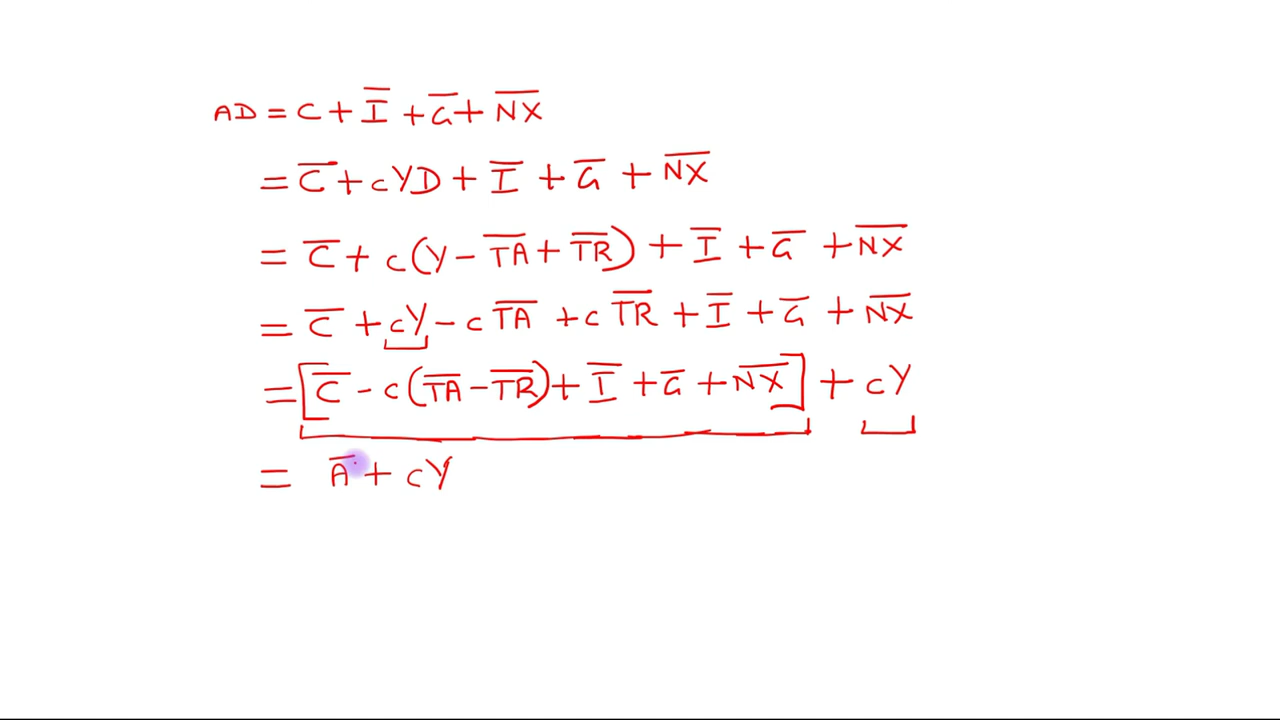 AD = C + I̅ + G̅ + N̅X̅
= C̅ + cYD + I̅ + G̅ + N̅X̅
= C̅ + c(Y - T̅A̅ + T̅R̅) + I̅ + G̅ + N̅X̅
= C̅ + cY - cT̅A̅ + cT̅R̅ + I̅ + G̅ + N̅X̅
= [C̅ - c(T̅A̅ - T̅R̅) + I̅ + G̅ + N̅X̅] + cY
= A̅ + cY